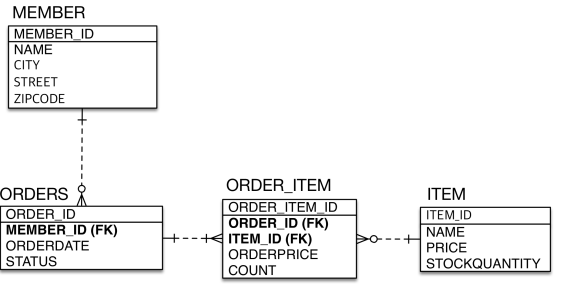 MEMBER
MEMBER_ID
NAME
CITY
STREET
ZIPCODE
ORDERS
ORDER_ID
MEMBER_ID (FK)
ORDERDATE
STATUS
ORDER_ITEM
ORDER_ITEM_ID
ORDER_ID (FK)
ITEM_ID (FK)
ORDERPRICE
COUNT
ITEM
ITEM_ID
NAME
PRICE
STOCKQUANTITY